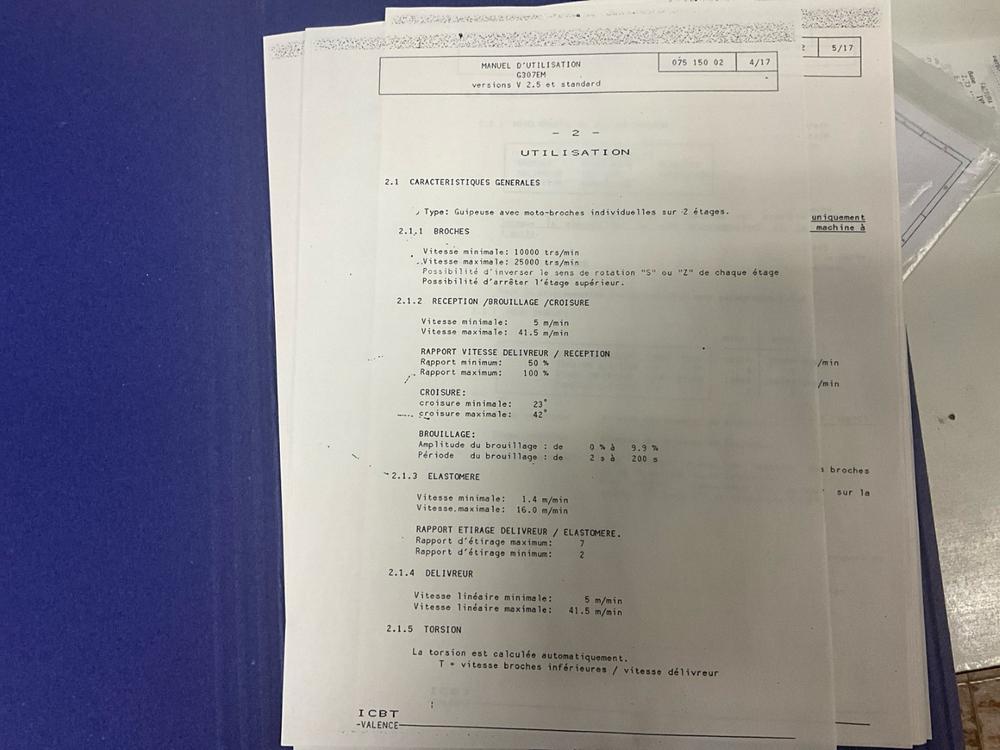 MANUEL D'UTILISATION
G307EM
versions V 2.5 et standard
075 150 02
4/17
5/17
- 2 -
UTILISATION
2.1 CARACTERISTIQUES GENERALES
Type: Guipeuse avec moto-broches individuelles sur 2 étages.
uniquement
machine à
2.1.1 BROCHES
Vitesse minimale: 10000 trs/min
Vitesse maximale: 25000 trs/min
Possibilité d'inverser le sens de rotation "S" ou "Z" de chaque étage
Possibilité d'arrêter l'étage supérieur.
2.1.2 RECEPTION /BROUILLAGE /CROISURE
Vitesse minimale: 5 m/min
Vitesse maximale: 41.5 m/min
RAPPORT VITESSE DELIVREUR / RECEPTION
Rapport minimum: 50 %
Rapport maximum: 100 %
/min
/min
CROISURE:
croisure minimale: 23°
croisure maximale: 42°
BROUILLAGE:
Amplitude du brouillage : de 0 % à 9.9 %
Période du brouillage : de 2 s à 200 s
broches
sur la
2.1.3 ELASTOMERE
Vitesse minimale: 1.4 m/min
Vitesse maximale: 16.0 m/min
RAPPORT ETIRAGE DELIVREUR / ELASTOMERE.
Rapport d'étirage maximum: 7
Rapport d'étirage minimum: 2
2.1.4 DELIVREUR
Vitesse linéaire minimale: 5 m/min
Vitesse linéaire maximale: 41.5 m/min
2.1.5 TORSION
La torsion est calculée automatiquement.
T = vitesse broches inférieures / vitesse délivreur
ICBT
-VALENCE